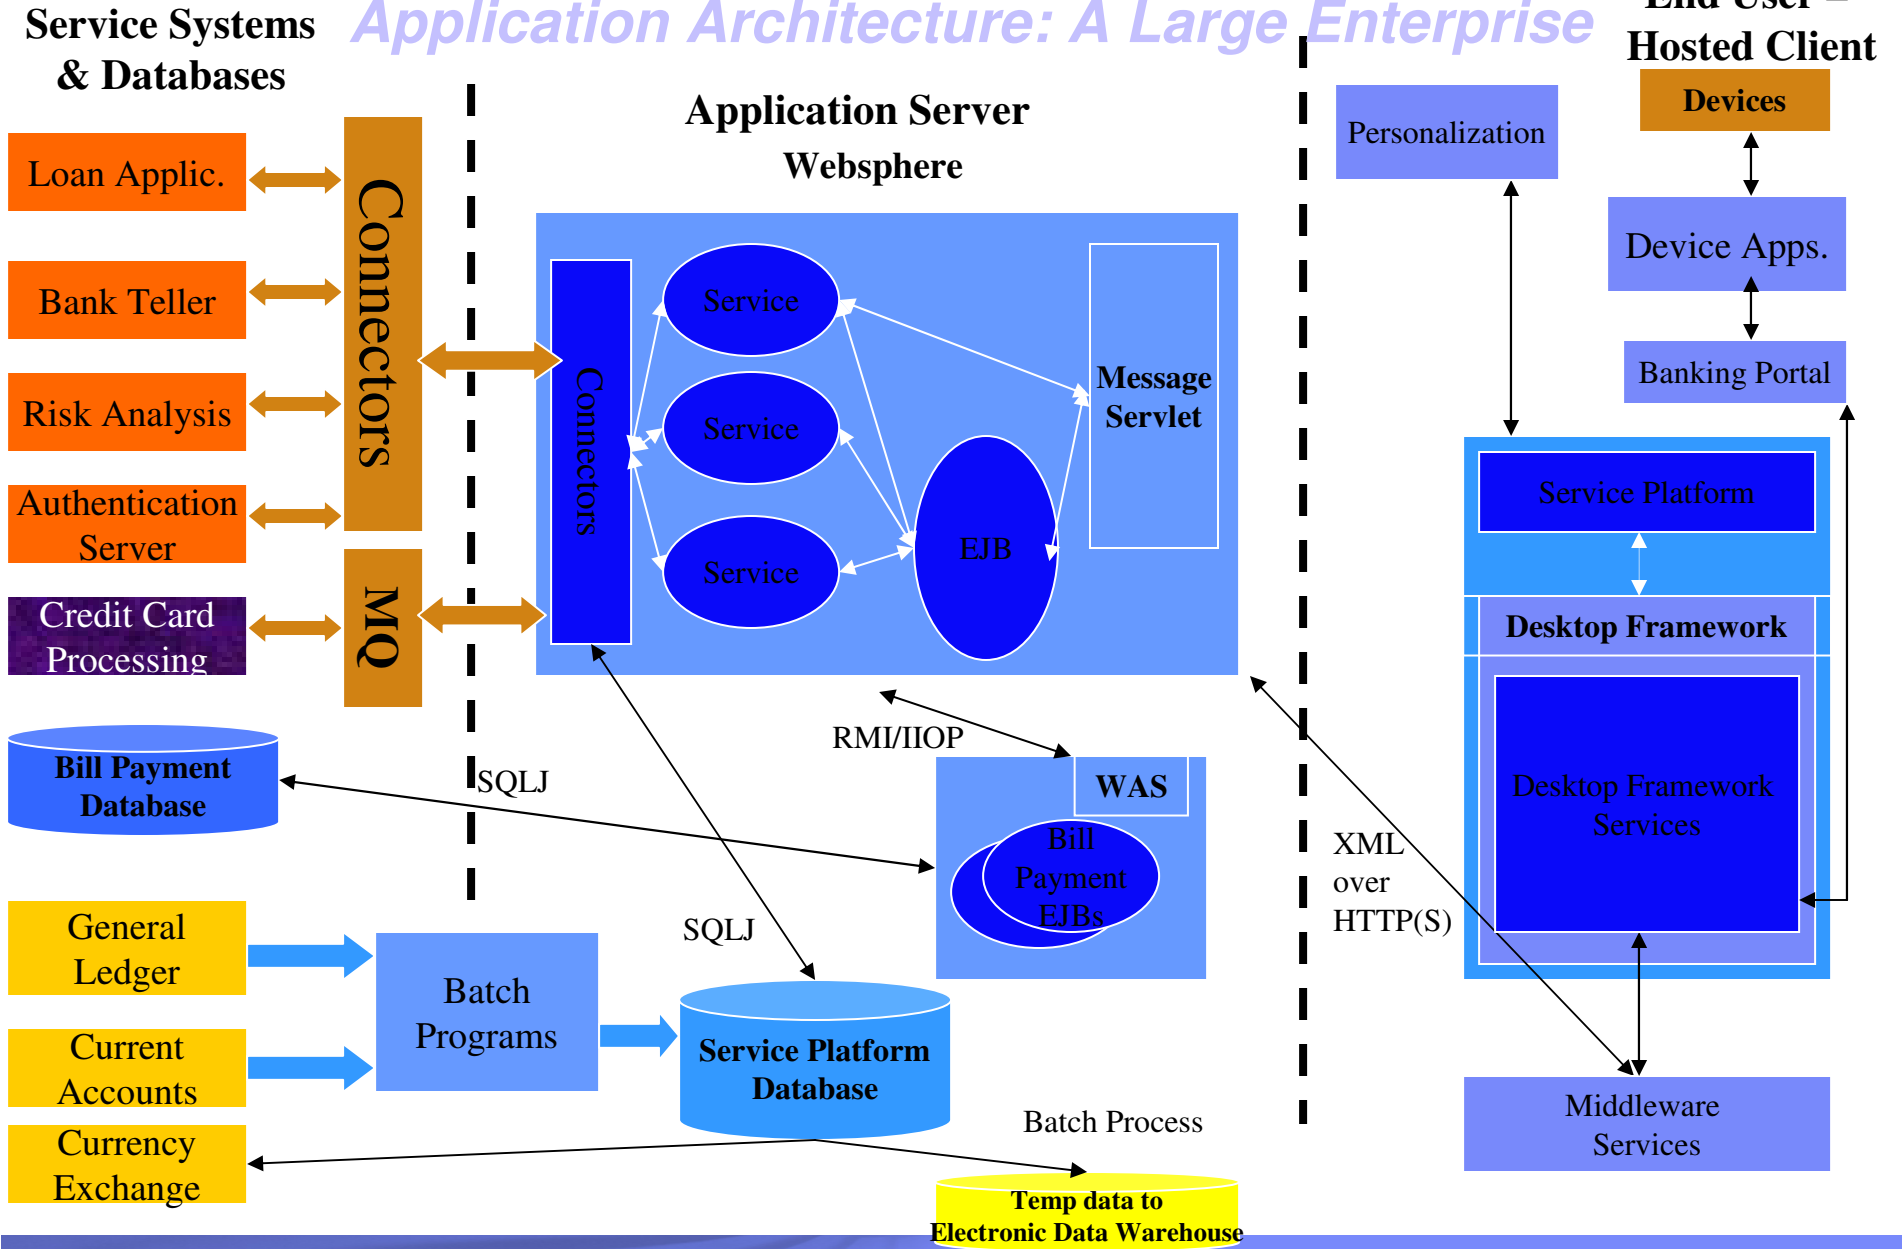 Application Architecture: A Large Enterprise
Service Systems
& Databases
Loan Applic.
Bank Teller
Risk Analysis
Authentication
Server
Credit Card
Processing
Connectors
MQ
Bill Payment
Database
General
Ledger
Current
Accounts
Currency
Exchange
Batch
Programs
Application Server
Websphere
Connectors
Service
Service
Service
EJB
Message
Servlet
RMI/IIOP
SQLJ
SQLJ
WAS
Bill
Payment
EJBs
Service Platform
Database
Batch Process
Temp data to
Electronic Data Warehouse
End User –
Hosted Client
Personalization
Devices
Device Apps.
Banking Portal
Service Platform
Desktop Framework
Desktop Framework
Services
XML
over
HTTP(S)
Middleware
Services